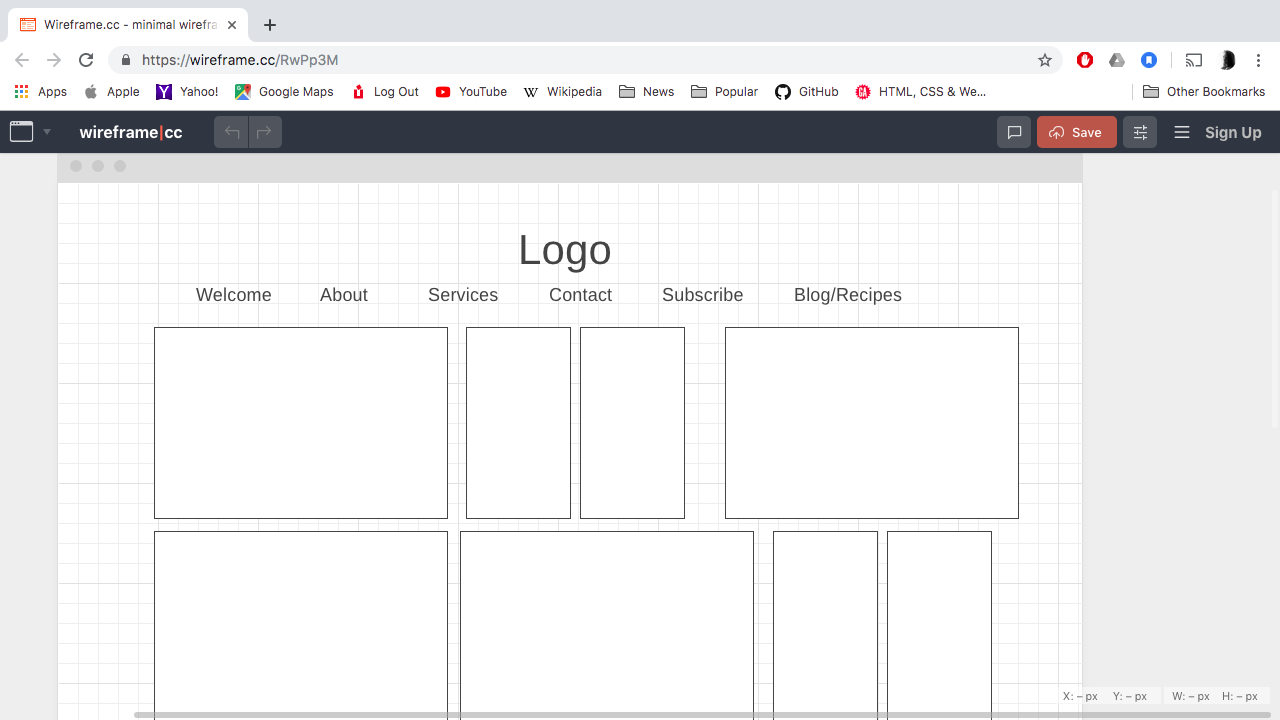 Wireframe.cc - minimal wirefra
https://wireframe.cc/RwPp3M
Apps Apple Yahoo! Google Maps Log Out YouTube Wikipedia News Popular GitHub HTML, CSS & We... Other Bookmarks
wireframe|cc Save Sign Up
Logo
Welcome About Services Contact Subscribe Blog/Recipes
X: – px Y: – px W: – px H: – px